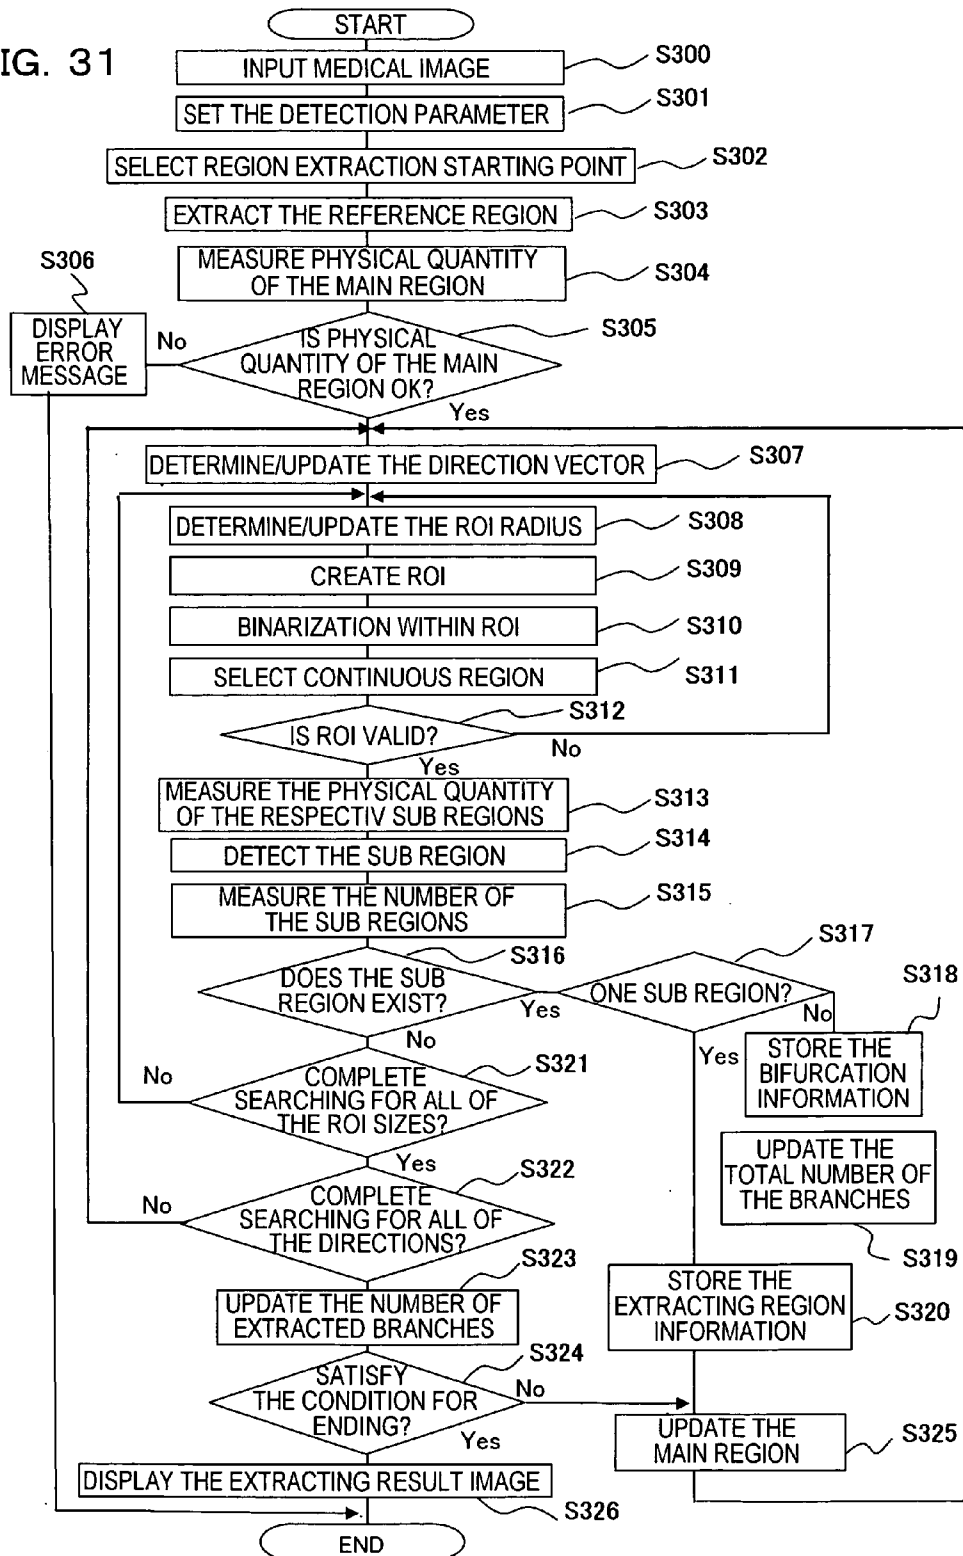 IG. 31
START
INPUT MEDICAL IMAGE
S300
SET THE DETECTION PARAMETER
S301
SELECT REGION EXTRACTION STARTING POINT
S302
EXTRACT THE REFERENCE REGION
S303
MEASURE PHYSICAL QUANTITY
OF THE MAIN REGION
S304
S306
DISPLAY
ERROR
MESSAGE
No
IS PHYSICAL
QUANTITY OF THE MAIN
REGION OK?
S305
Yes
DETERMINE/UPDATE THE DIRECTION VECTOR
S307
DETERMINE/UPDATE THE ROI RADIUS
S308
CREATE ROI
S309
BINARIZATION WITHIN ROI
S310
SELECT CONTINUOUS REGION
S311
IS ROI VALID?
S312
No
Yes
MEASURE THE PHYSICAL QUANTITY
OF THE RESPECTIV SUB REGIONS
S313
DETECT THE SUB REGION
S314
MEASURE THE NUMBER OF
THE SUB REGIONS
S315
DOES THE SUB
REGION EXIST?
S316
Yes
No
ONE SUB REGION?
S317
No
Yes
S318
STORE THE
BIFURCATION
INFORMATION
UPDATE THE
TOTAL NUMBER OF
THE BRANCHES
S319
No
COMPLETE
SEARCHING FOR ALL OF
THE ROI SIZES?
S321
Yes
No
COMPLETE
SEARCHING FOR ALL OF
THE DIRECTIONS?
S322
STORE THE
EXTRACTING REGION
INFORMATION
S320
UPDATE THE NUMBER OF
EXTRACTED BRANCHES
S323
SATISFY
THE CONDITION FOR
ENDING?
S324
No
Yes
UPDATE THE
MAIN REGION
S325
DISPLAY THE EXTRACTING RESULT IMAGE
S326
END